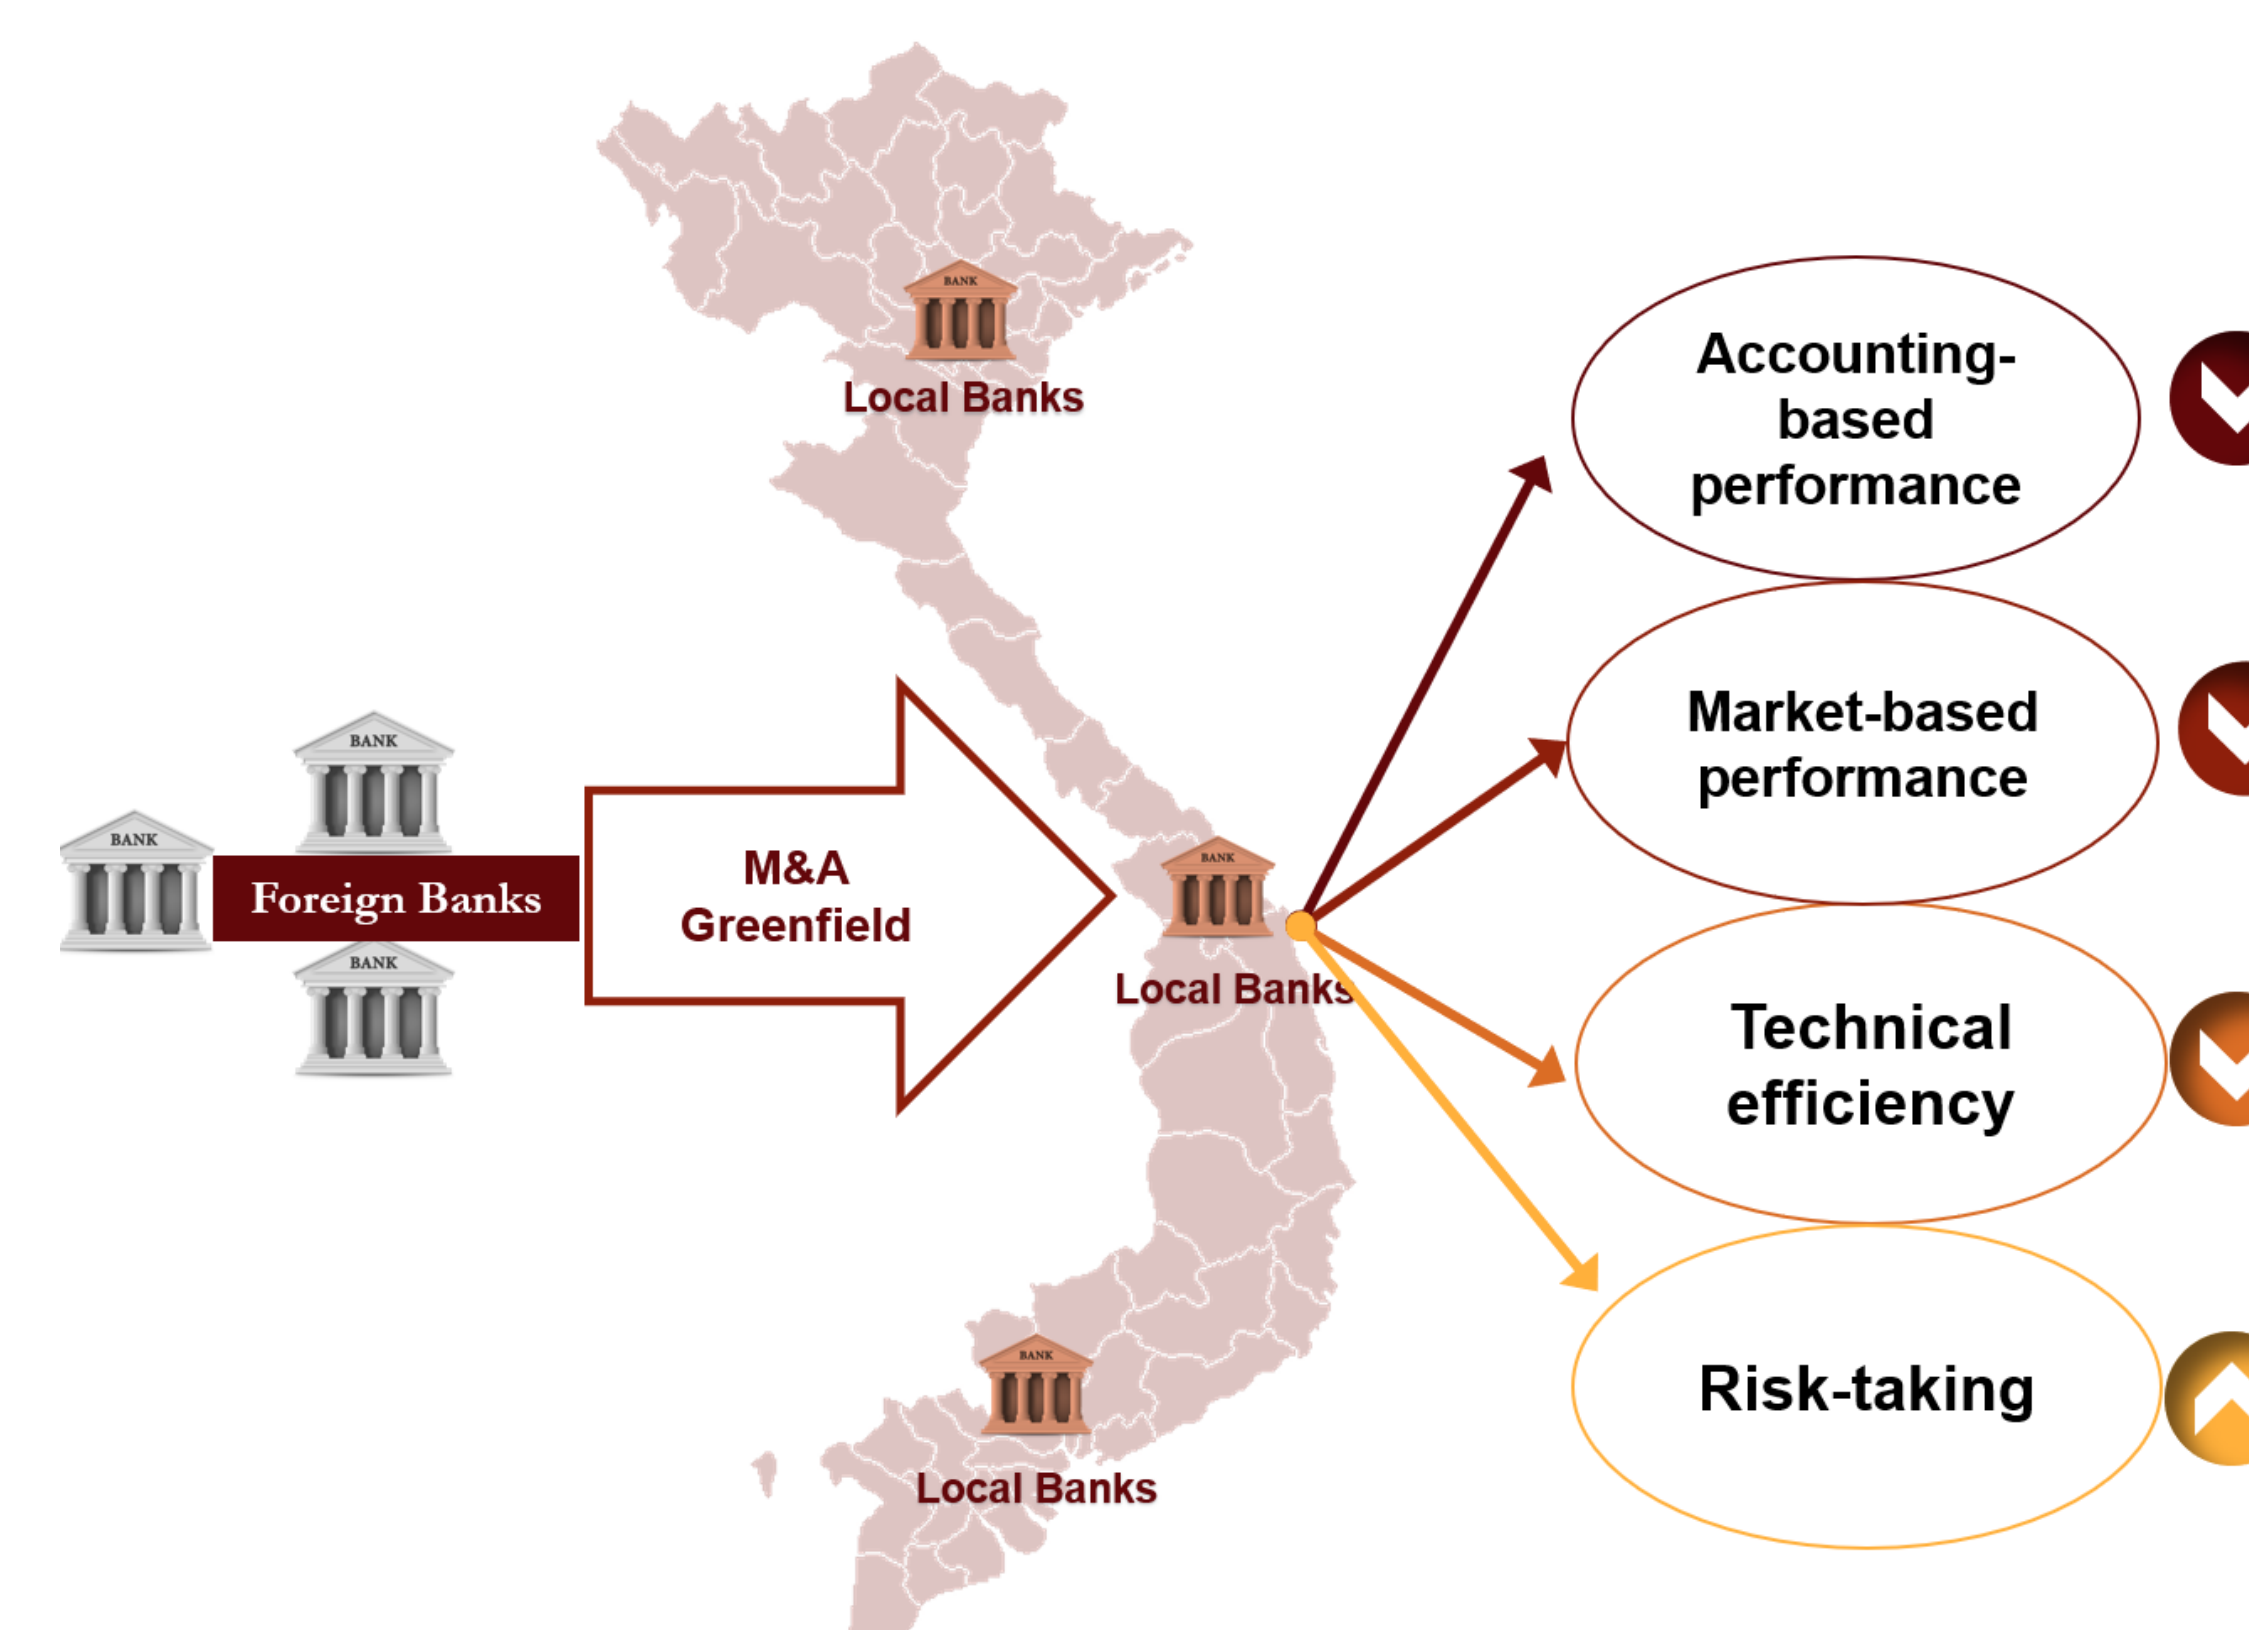 BANK
Local Banks
BANK
BANK
Foreign Banks
BANK
M&A
Greenfield
BANK
Local Banks
BANK
Local Banks
Accounting-
based
performance
Market-based
performance
Technical
efficiency
Risk-taking